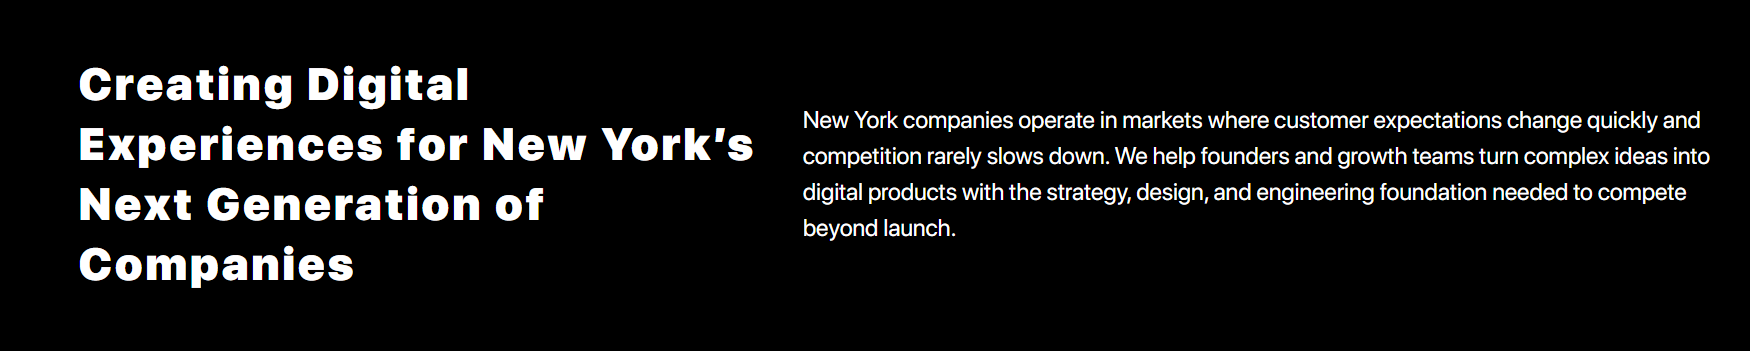 Creating Digital
Experiences for New York’s
Next Generation of
Companies
New York companies operate in markets where customer expectations change quickly and
competition rarely slows down. We help founders and growth teams turn complex ideas into
digital products with the strategy, design, and engineering foundation needed to compete
beyond launch.